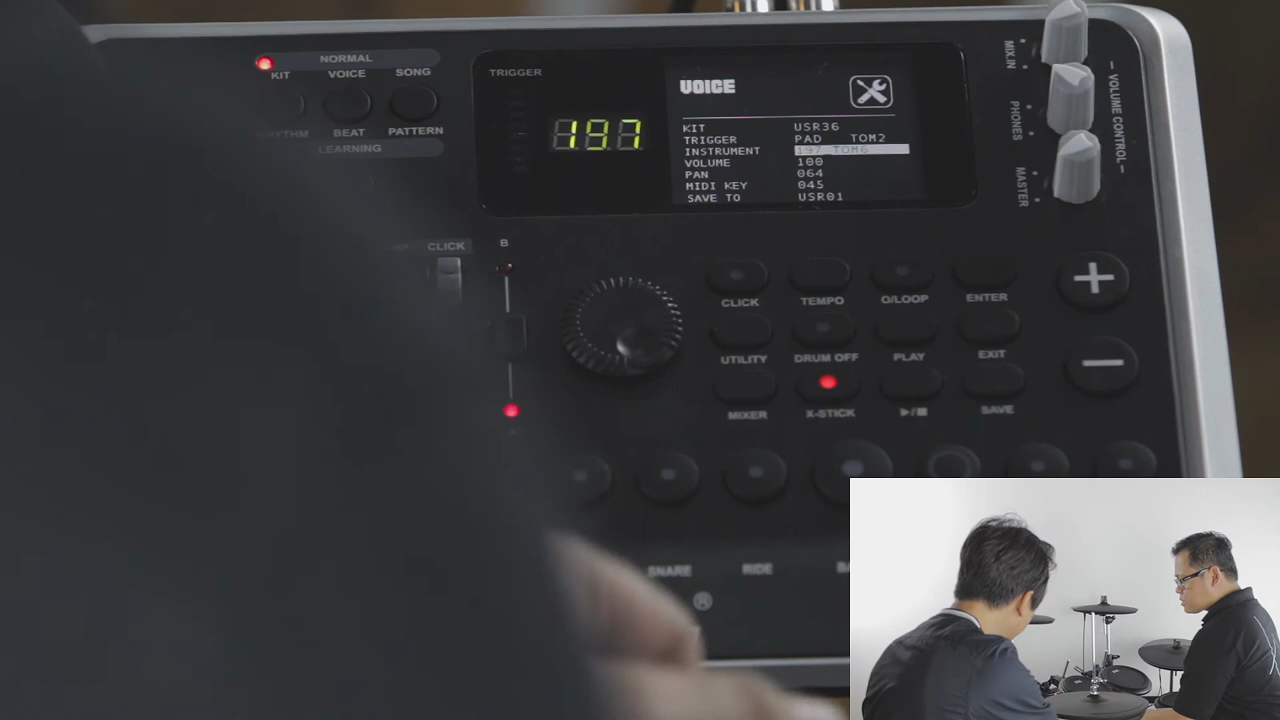 NORMAL
KIT VOICE SONG
BEAT PATTERN
LEARNING
TRIGGER
197
VOICE
KIT USR36
TRIGGER PAD TOM2
INSTRUMENT 197 TOM6
VOLUME 100
PAN 064
MIDI KEY 045
SAVE TO USR01
MIX.IN
PHONES
MASTER
VOLUME CONTROL
CLICK
B
CLICK TEMPO O/LOOP ENTER
UTILITY DRUM OFF PLAY EXIT
MIXER X-STICK SAVE
SNARE RIDE